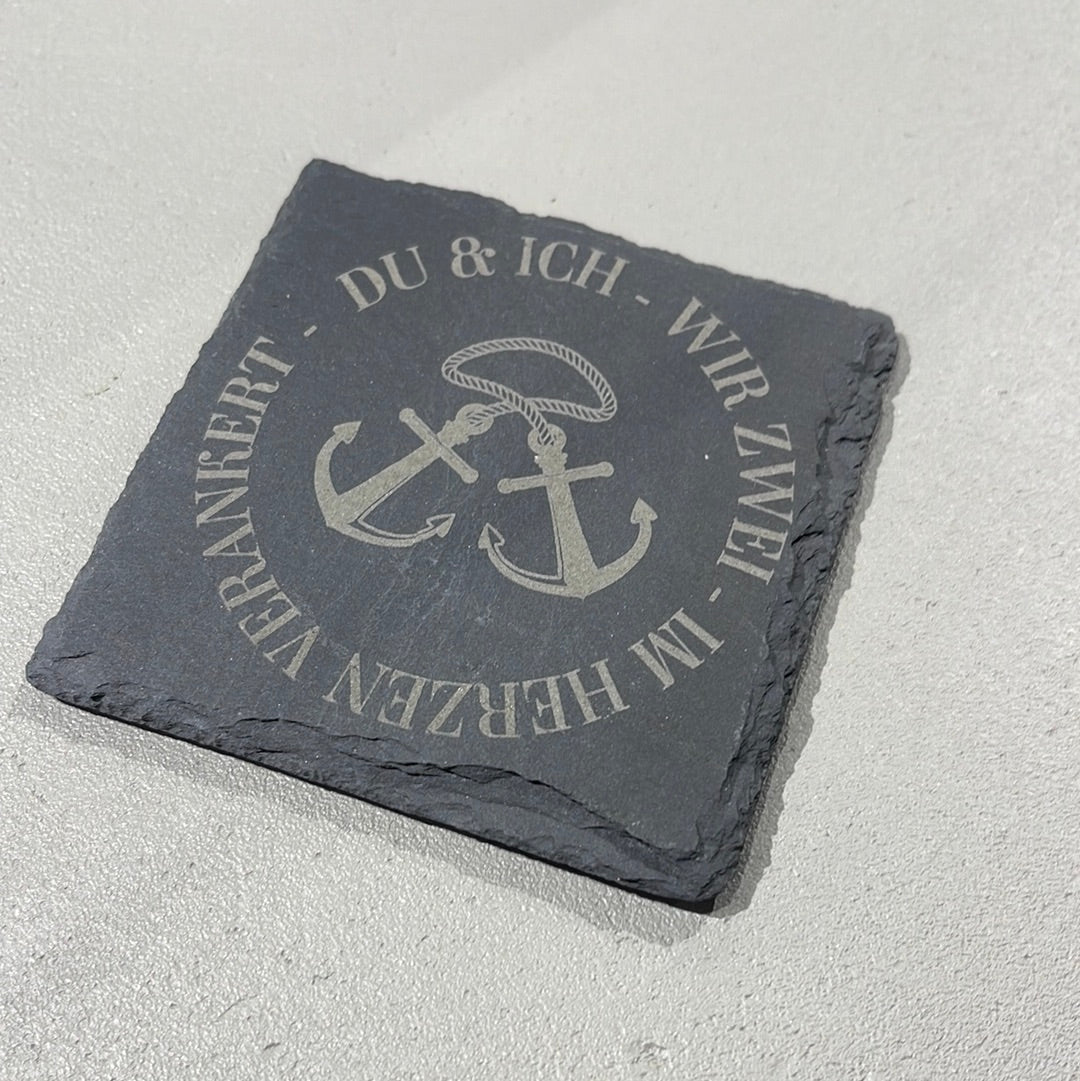 DU & ICH - WIR ZWEI - IM HERZEN VERANKERT -